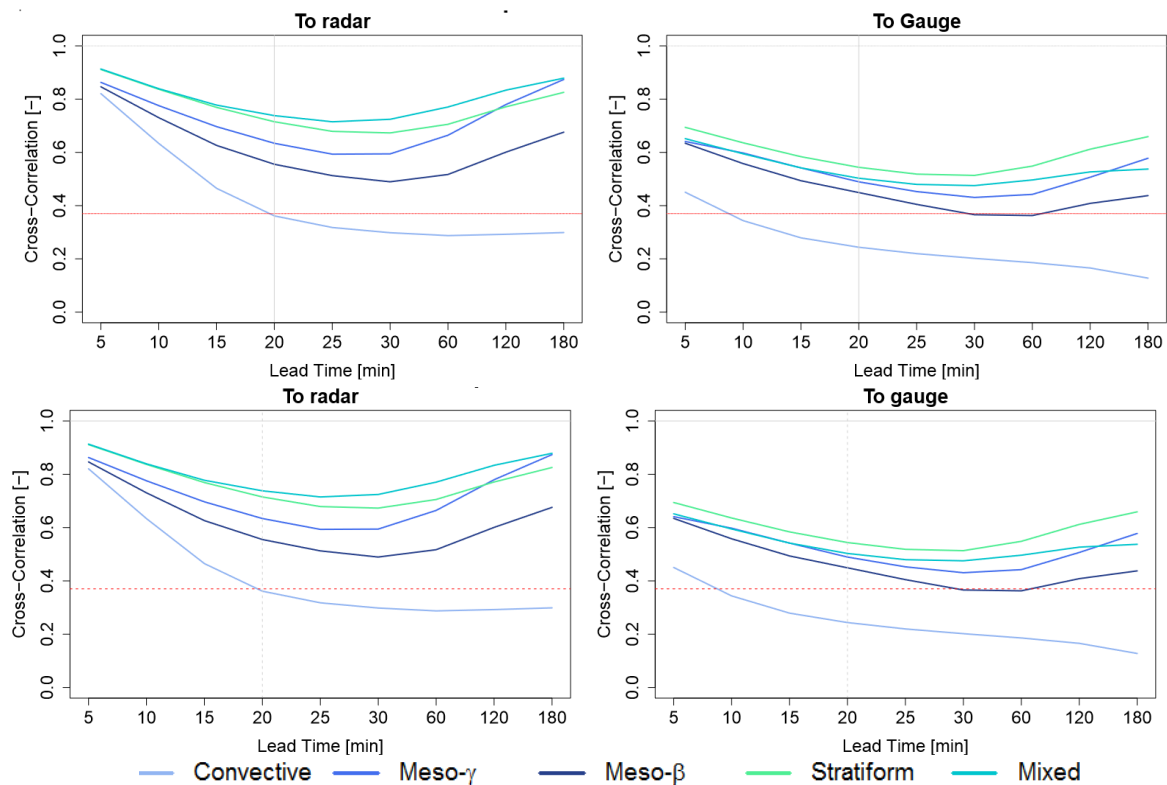 To radar
To Gauge
Cross−Correlation [−]
0.0 0.2 0.4 0.6 0.8 1.0
5 10 15 20 25 30 60 120 180
Lead Time [min]
Cross−Correlation [−]
0.0 0.2 0.4 0.6 0.8 1.0
5 10 15 20 25 30 60 120 180
Lead Time [min]
To radar
To gauge
Cross−Correlation [−]
0.0 0.2 0.4 0.6 0.8 1.0
5 10 15 20 25 30 60 120 180
Lead Time [min]
Cross−Correlation [−]
0.0 0.2 0.4 0.6 0.8 1.0
5 10 15 20 25 30 60 120 180
Lead Time [min]
Convective Meso-γ Meso-β Stratiform Mixed